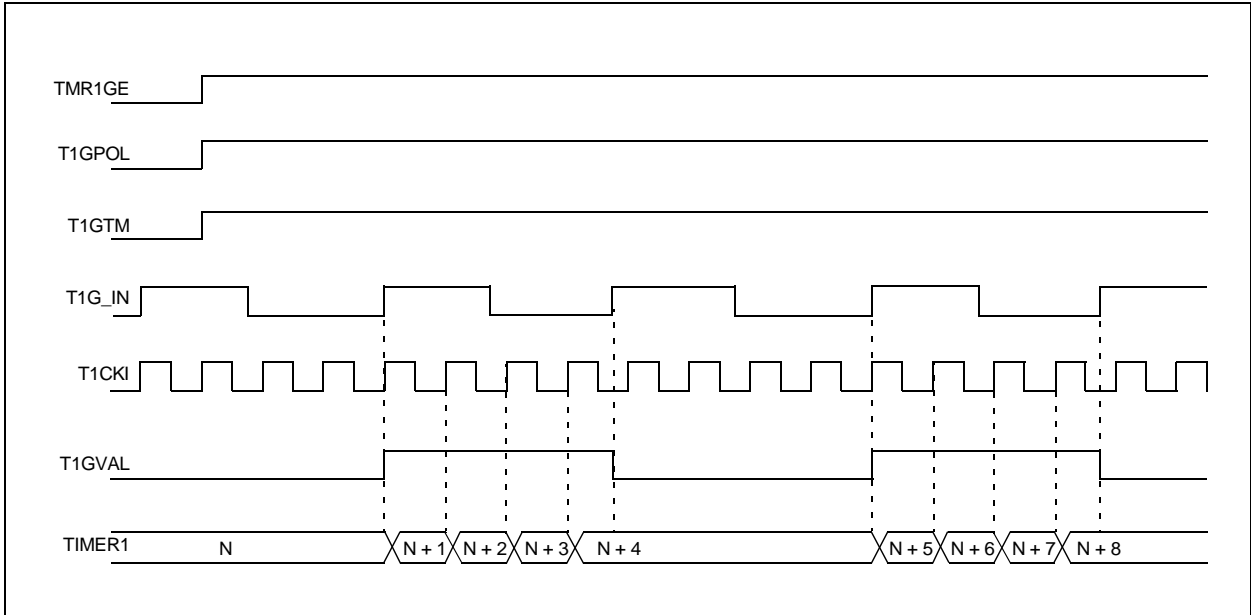 TMR1GE
T1GPOL
T1GTM
T1G_IN
T1CKI
T1GVAL
TIMER1 N N + 1 N + 2 N + 3 N + 4 N + 5 N + 6 N + 7 N + 8